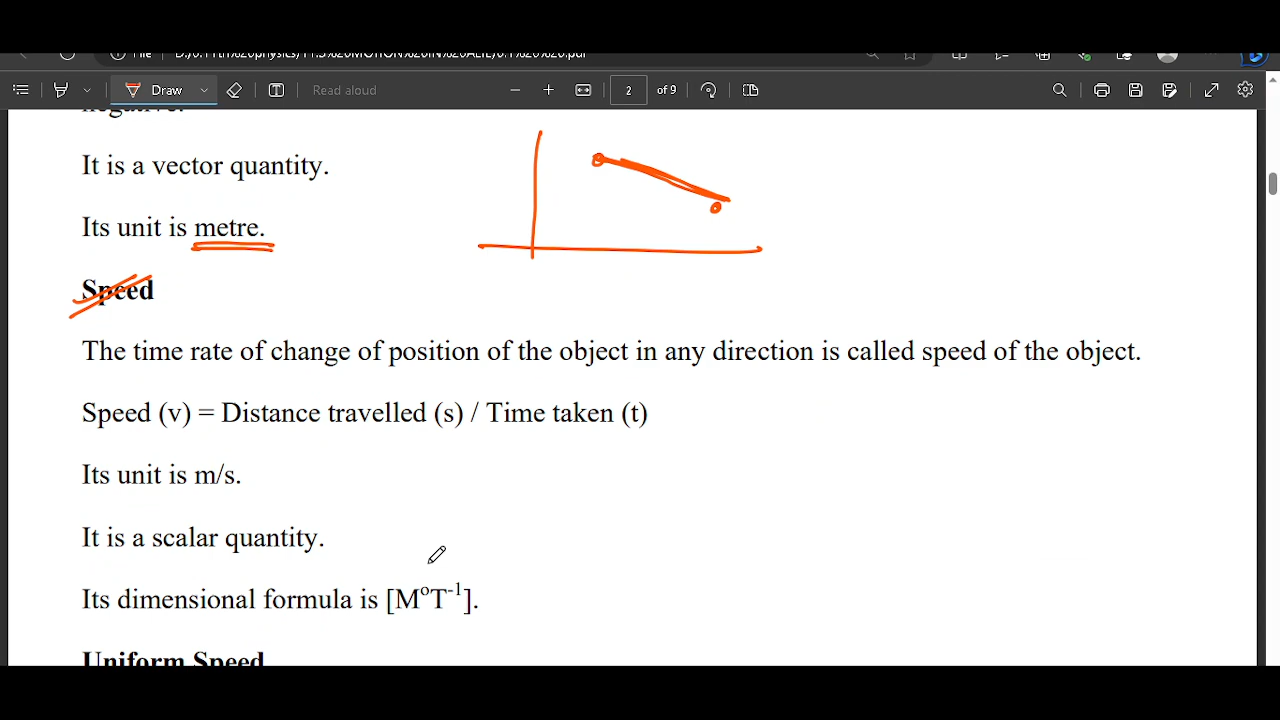 Draw
Read aloud
2
of 9
negative.
It is a vector quantity.
Its unit is metre.
Speed
The time rate of change of position of the object in any direction is called speed of the object.
Speed (v) = Distance travelled (s) / Time taken (t)
Its unit is m/s.
It is a scalar quantity.
Its dimensional formula is [M⁰T⁻¹].
Uniform Speed